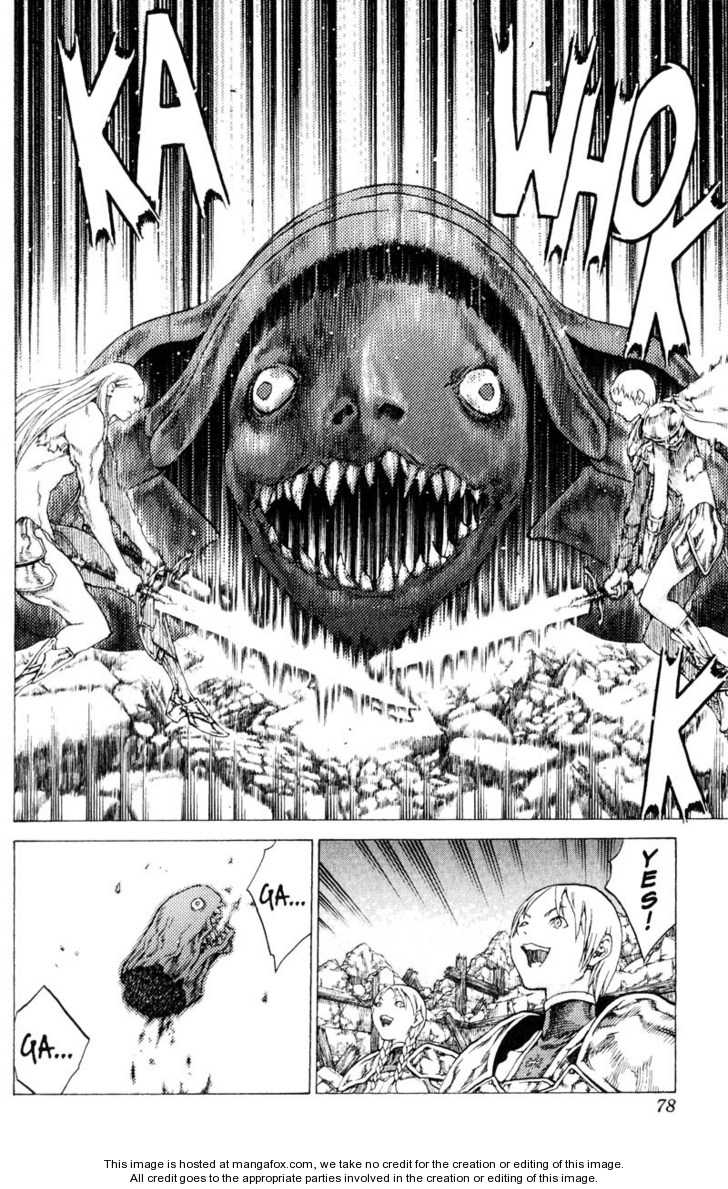 KA
WHOK
K
YES!
GA...
GA...
78
This image is hosted at mangafox.com, we take no credit for the creation or editing of this image.
All credit goes to the appropriate parties involved in the creation or editing of this image.